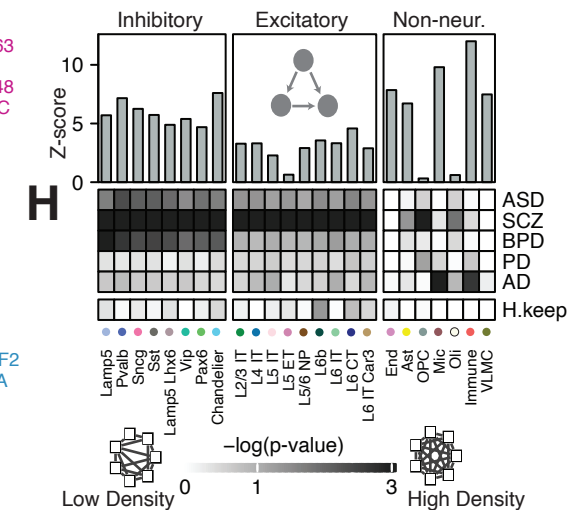 Inhibitory Excitatory Non-neur.
63
48
C
Z-score
10
5
0
H
ASD
SCZ
BPD
PD
AD
H.keep
F2
A
Lamp5
Pvalb
Sncg
Sst
Lamp5 Lhx6
Vip
Pax6
Chandelier
L2/3 IT
L4 IT
L5 IT
L5 ET
L5/6 NP
L6b
L6 IT
L6 CT
L6 IT Car3
End
Ast
OPC
Mic
Oli
Immune
VLMC
−log(p-value)
0 1 3
Low Density High Density